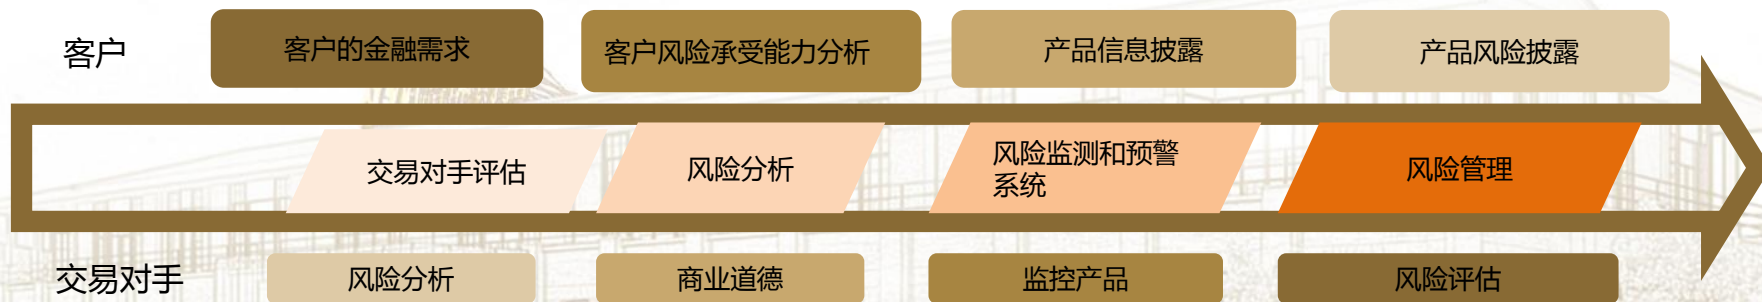 客户
客户的金融需求
客户风险承受能力分析
产品信息披露
产品风险披露
交易对手评估
风险分析
风险监测和预警
系统
风险管理
交易对手
风险分析
商业道德
监控产品
风险评估